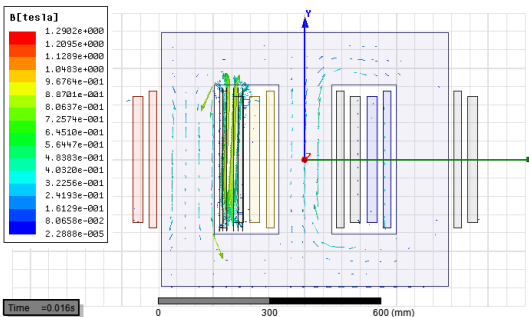 B[tesla]
1.2902e+000
1.2095e+000
1.1289e+000
1.0483e+000
9.6764e-001
8.8701e-001
8.0637e-001
7.2574e-001
6.4510e-001
5.6447e-001
4.8383e-001
4.0320e-001
3.2256e-001
2.4193e-001
1.6129e-001
8.0658e-002
2.2888e-005
Y
Time =0.016s
0 300 600 (mm)